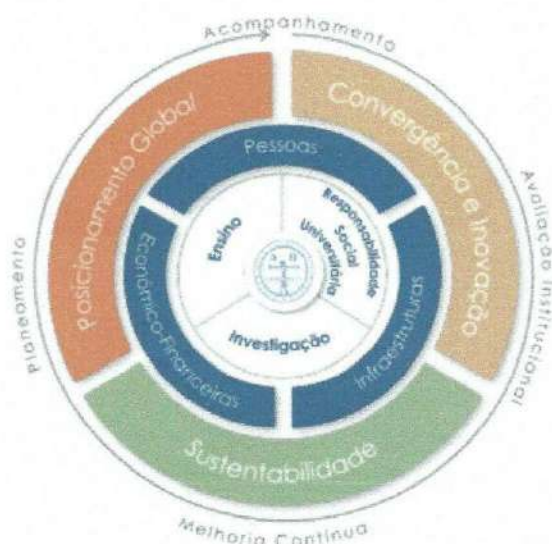 Acompanhamento
Avaliação Institucional
Melhoria Contínua
Planeamento
Posicionamento Global
Convergência e Inovação
Sustentabilidade
Pessoas
Infraestruturas
Económico-Financeiras
Ensino
Responsabilidade
Social
Universitária
Investigação